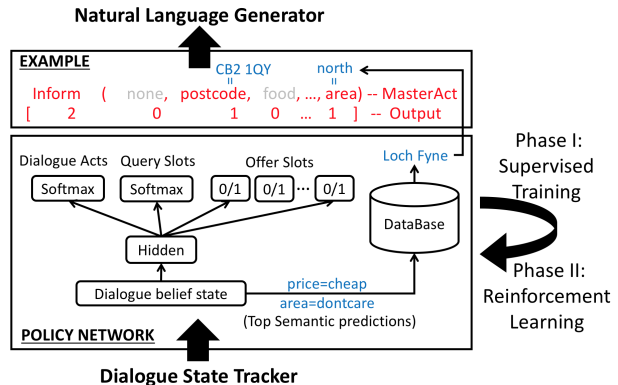 Natural Language Generator
EXAMPLE
CB2 1QY
north
Inform ( none, postcode, food, ..., area) -- MasterAct
[ 2 0 1 0 ... 1 ] -- Output
Dialogue Acts
Query Slots
Offer Slots
Loch Fyne
Softmax
Softmax
0/1
0/1
...
0/1
DataBase
Hidden
Dialogue belief state
price=cheap
area=dontcare
(Top Semantic predictions)
POLICY NETWORK
Phase I:
Supervised
Training
Phase II:
Reinforcement
Learning
Dialogue State Tracker